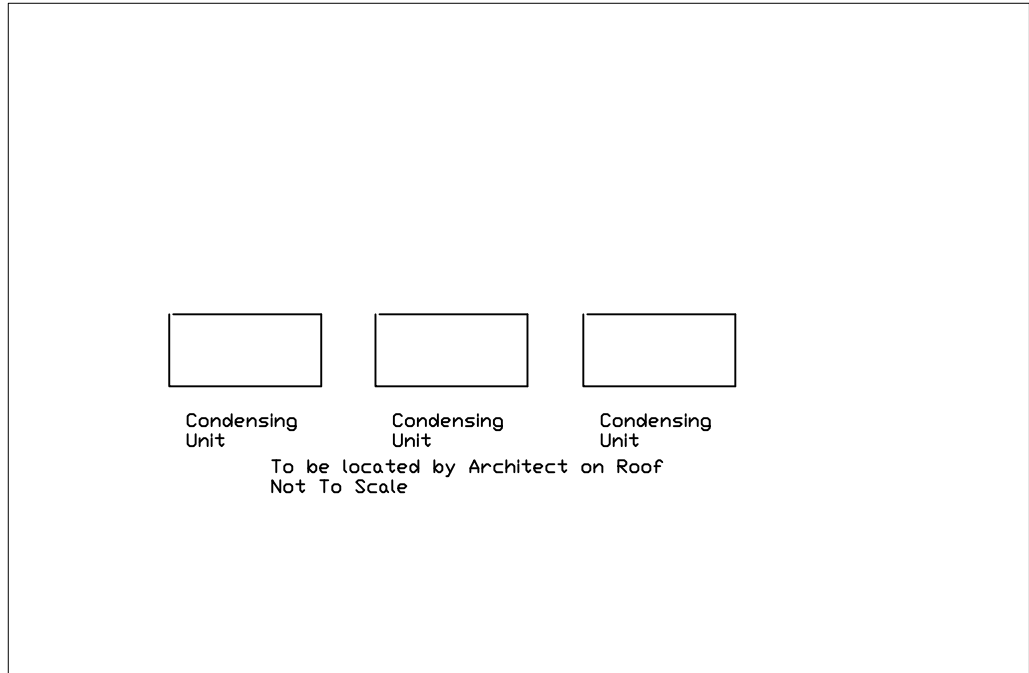 Condensing
Unit
Condensing
Unit
Condensing
Unit
To be located by Architect on Roof
Not To Scale